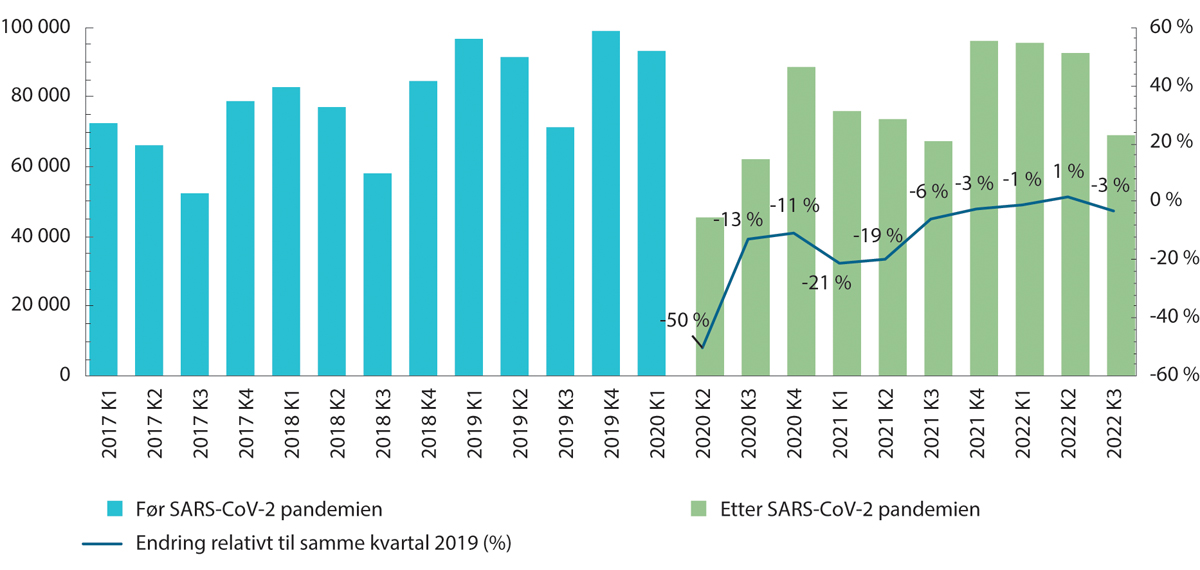 100 000
80 000
60 000
40 000
20 000
0
60 %
40 %
20 %
0 %
-20 %
-40 %
-60 %
-50 %
-13 %
-11 %
-21 %
-19 %
-6 %
-3 %
-1 %
1 %
-3 %
2017 K1
2017 K2
2017 K3
2017 K4
2018 K1
2018 K2
2018 K3
2018 K4
2019 K1
2019 K2
2019 K3
2019 K4
2020 K1
2020 K2
2020 K3
2020 K4
2021 K1
2021 K2
2021 K3
2021 K4
2022 K1
2022 K2
2022 K3
Før SARS-CoV-2 pandemien
Etter SARS-CoV-2 pandemien
Endring relativt til samme kvartal 2019 (%)